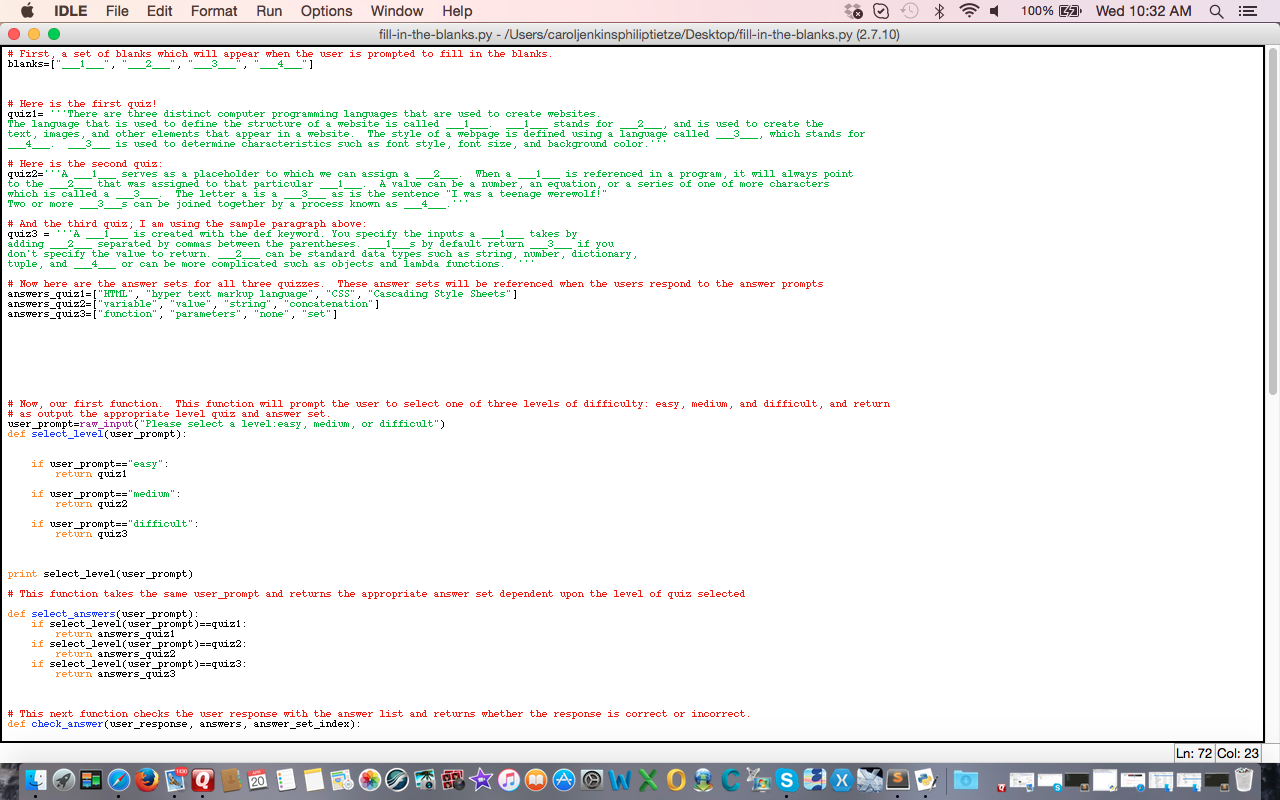 IDLE File Edit Format Run Options Window Help 100% Wed 10:32 AM
fill-in-the-blanks.py - /Users/caroljenkinsphiliptietze/Desktop/fill-in-the-blanks.py (2.7.10)
# First, a set of blanks which will appear when the user is prompted to fill in the blanks.
blanks=["___1___", "___2___", "___3___", "___4___"]
# Here is the first quiz!
quiz1= '''There are three distinct computer programming languages that are used to create websites.
The language that is used to define the structure of a website is called ___1___.  ___1___ stands for ___2___, and is used to create the
text, images, and other elements that appear in a website.  The style of a webpage is defined using a language called ___3___, which stands for
___4___.  ___3___ is used to determine characteristics such as font style, font size, and background color.'''
# Here is the second quiz:
quiz2='''A ___1___ serves as a placeholder to which we can assign a ___2___.  When a ___1___ is referenced in a program, it will always point
to the ___2___ that was assigned to that particular ___1___.  A value can be a number, an equation, or a series of one of more characters
which is called a ___3___.  The letter a is a ___3___ as is the sentence "I was a teenage werewolf!"
Two or more ___3___s can be joined together by a process known as ___4___.'''
# And the third quiz; I am using the sample paragraph above:
quiz3 = '''A ___1___ is created with the def keyword. You specify the inputs a ___1___ takes by
adding ___2___ separated by commas between the parentheses. ___1___s by default return ___3___ if you
don't specify the value to return. ___2___ can be standard data types such as string, number, dictionary,
tuple, and ___4___ or can be more complicated such as objects and lambda functions.  '''
# Now here are the answer sets for all three quizzes.  These answer sets will be referenced when the users respond to the answer prompts
answers_quiz1=["HTML", "hyper text markup language", "CSS", "Cascading Style Sheets"]
answers_quiz2=["variable", "value", "string", "concatenation"]
answers_quiz3=["function", "parameters", "none", "set"]
# Now, our first function.  This function will prompt the user to select one of three levels of difficulty: easy, medium, and difficult, and return
# as output the appropriate level quiz and answer set.
user_prompt=raw_input("Please select a level:easy, medium, or difficult")
def select_level(user_prompt):
    if user_prompt=="easy":
        return quiz1
    if user_prompt=="medium":
        return quiz2
    if user_prompt=="difficult":
        return quiz3
print select_level(user_prompt)
# This function takes the same user_prompt and returns the appropriate answer set dependent upon the level of quiz selected
def select_answers(user_prompt):
    if select_level(user_prompt)==quiz1:
        return answers_quiz1
    if select_level(user_prompt)==quiz2:
        return answers_quiz2
    if select_level(user_prompt)==quiz3:
        return answers_quiz3
# This next function checks the user response with the answer list and returns whether the response is correct or incorrect.
def check_answer(user_response, answers, answer_set_index):
Ln: 72 Col: 23
20